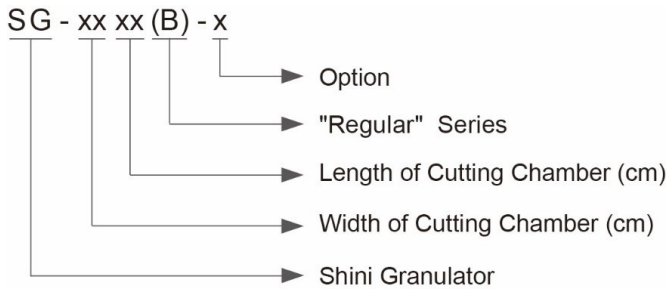 SG - xx xx (B) - x
Option
"Regular" Series
Length of Cutting Chamber (cm)
Width of Cutting Chamber (cm)
Shini Granulator